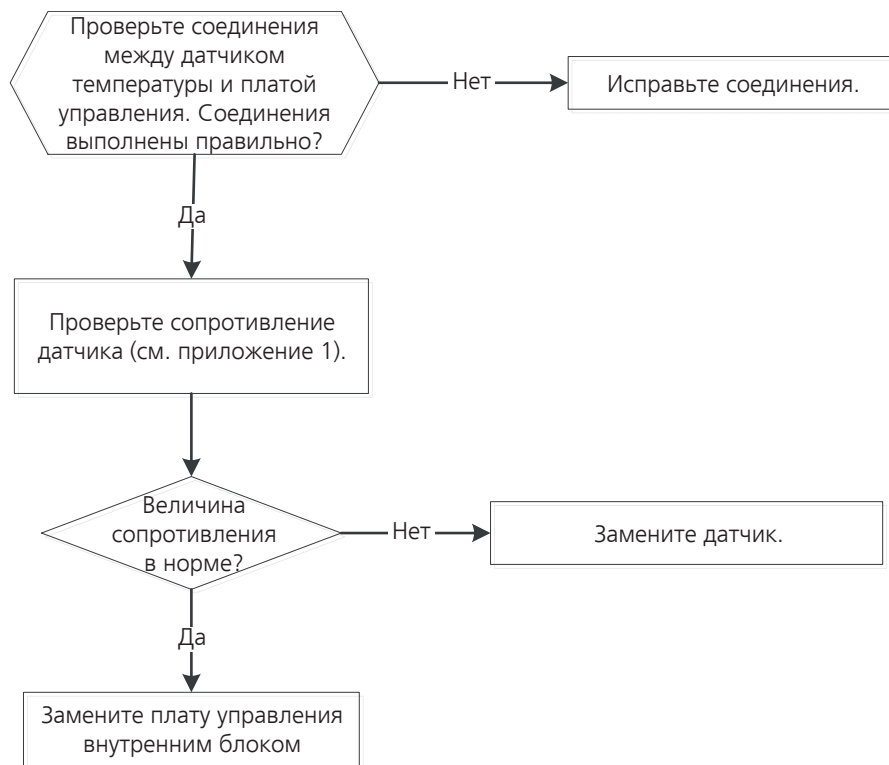 Проверьте соединения
между датчиком
температуры и платой
управления. Соединения
выполнены правильно?
Нет
Исправьте соединения.
Да
Проверьте сопротивление
датчика (см. приложение 1).
Величина
сопротивления
в норме?
Нет
Замените датчик.
Да
Замените плату управления
внутренним блоком